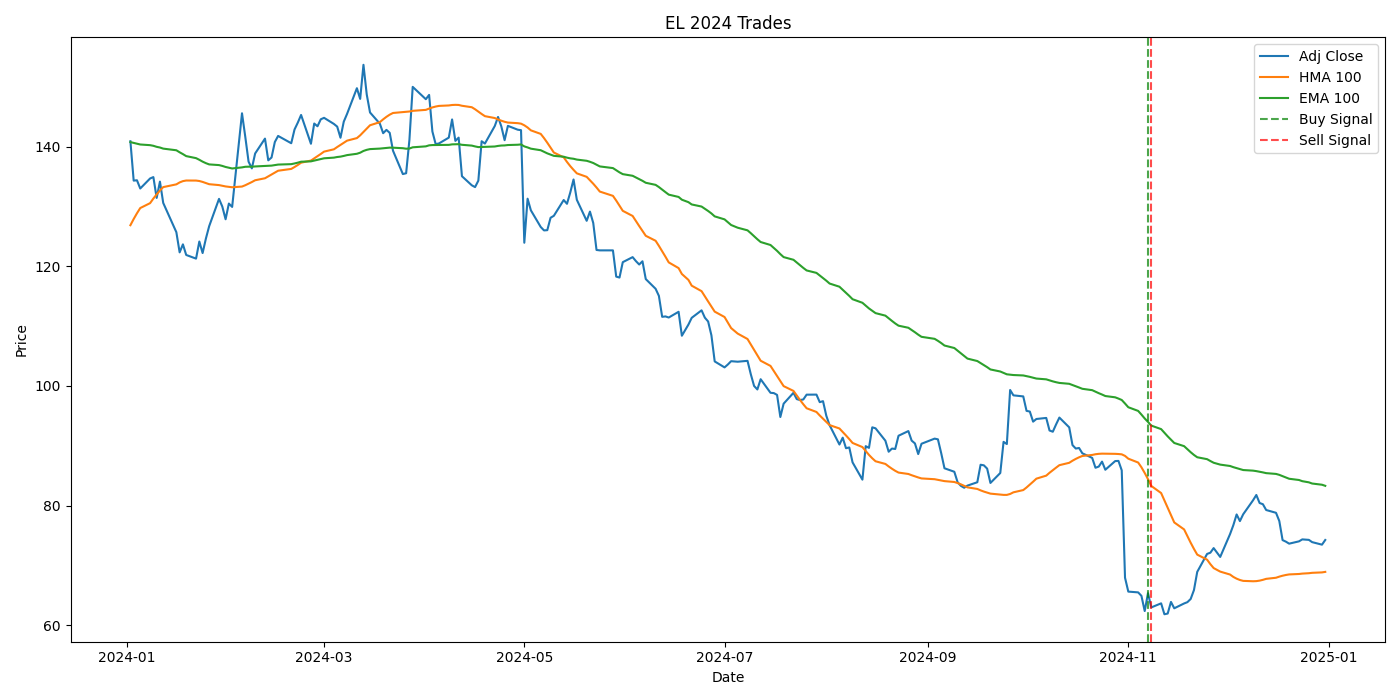 EL 2024 Trades
Adj Close
HMA 100
EMA 100
Buy Signal
Sell Signal
Price
140
120
100
80
60
2024-01
2024-03
2024-05
2024-07
2024-09
2024-11
2025-01
Date